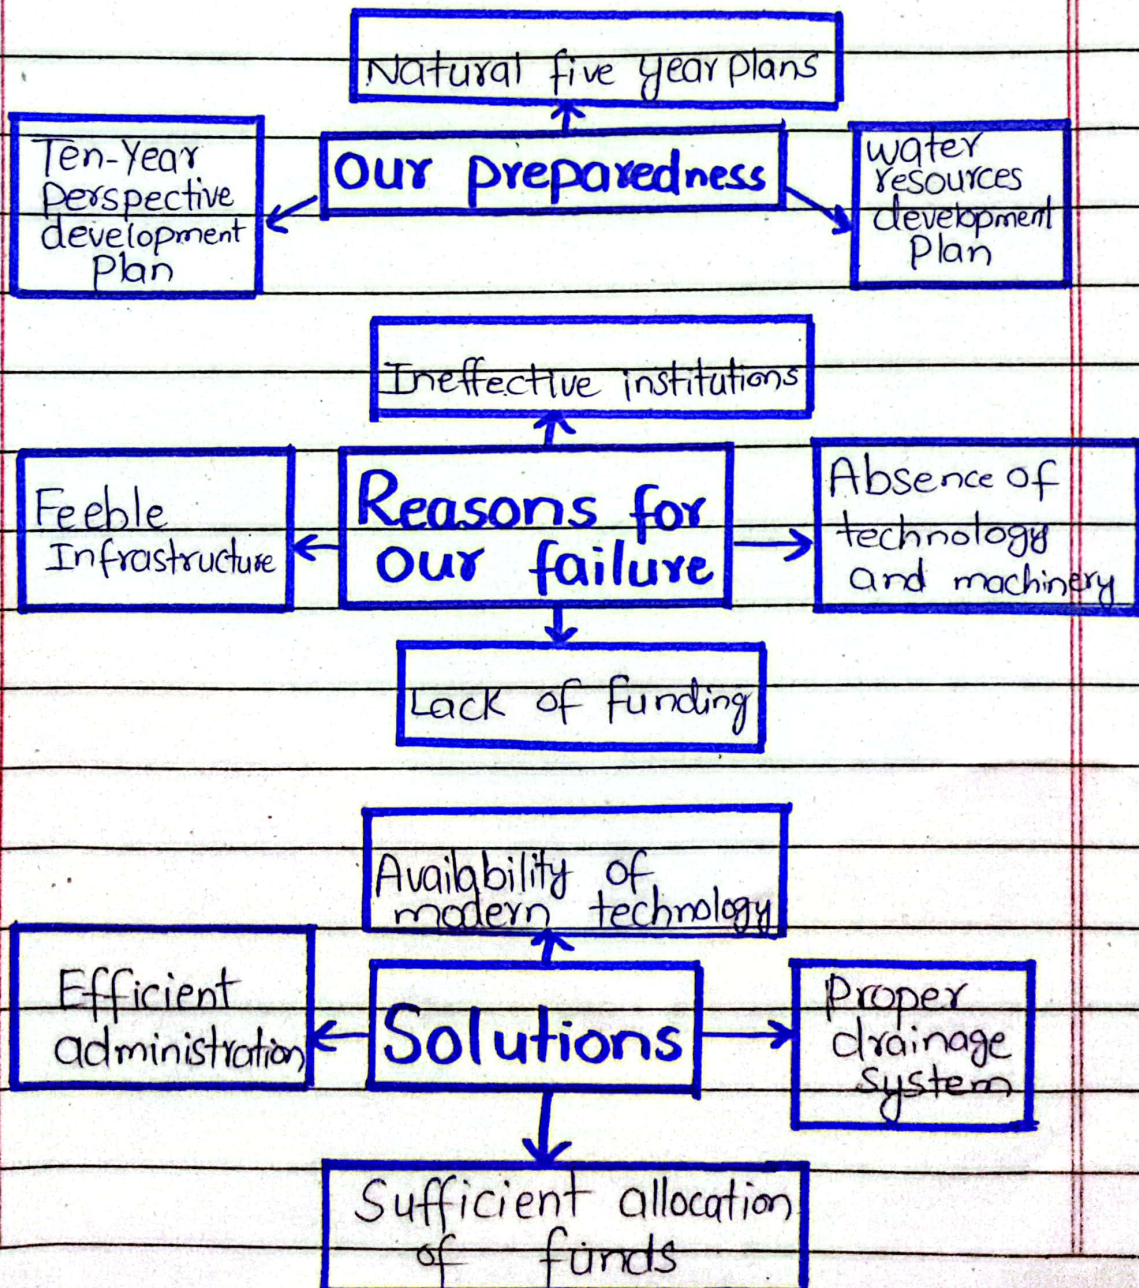 Natural five year plans
Our preparedness
Ten-Year
Perspective
development
Plan
water
resources
development
Plan
Ineffective institutions
Reasons for
our failure
Feeble
Infrastructure
Absence of
technology
and machinery
Lack of funding
Availability of
modern technology
Solutions
Efficient
administration
Proper
drainage
system
Sufficient allocation
of funds